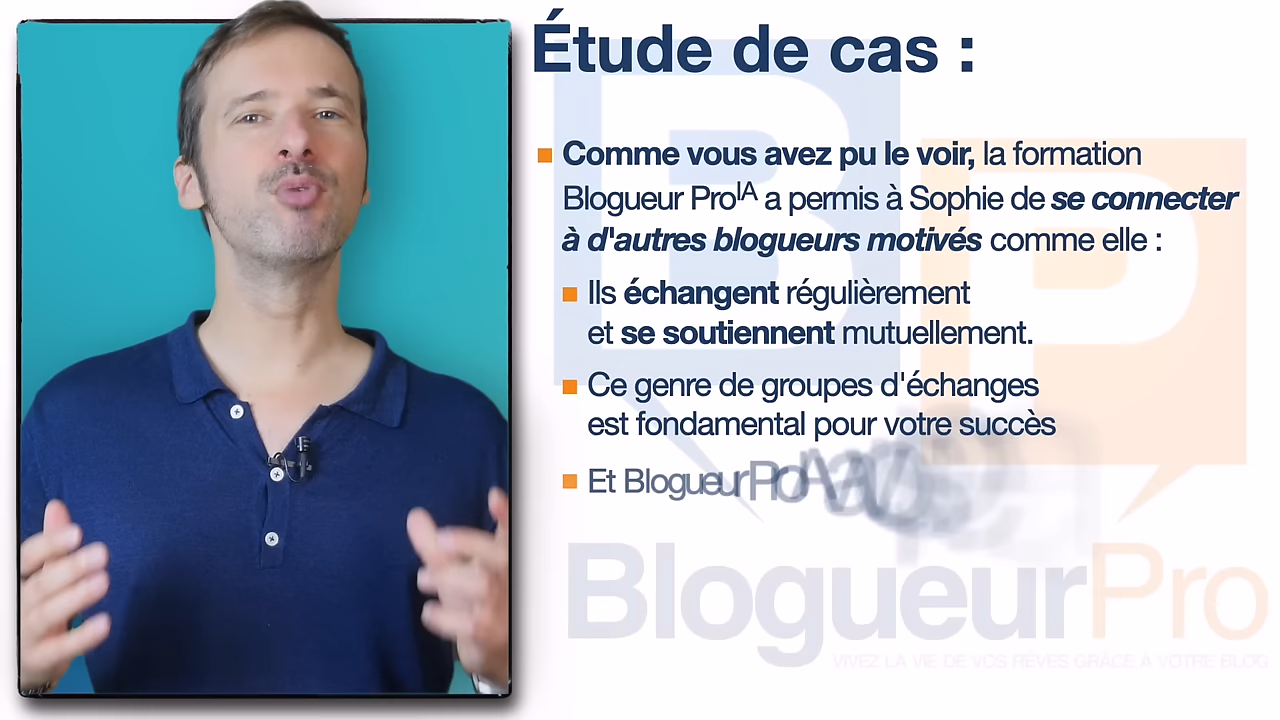 Étude de cas :
Comme vous avez pu le voir, la formation
Blogueur Pro^IA a permis à Sophie de se connecter
à d'autres blogueurs motivés comme elle :
Ils échangent régulièrement
et se soutiennent mutuellement.
Ce genre de groupes d'échanges
est fondamental pour votre succès
Et Blogueur
BlogueurPro
VIVEZ LA VIE DE VOS RÊVES GRÂCE À VOTRE BLOG